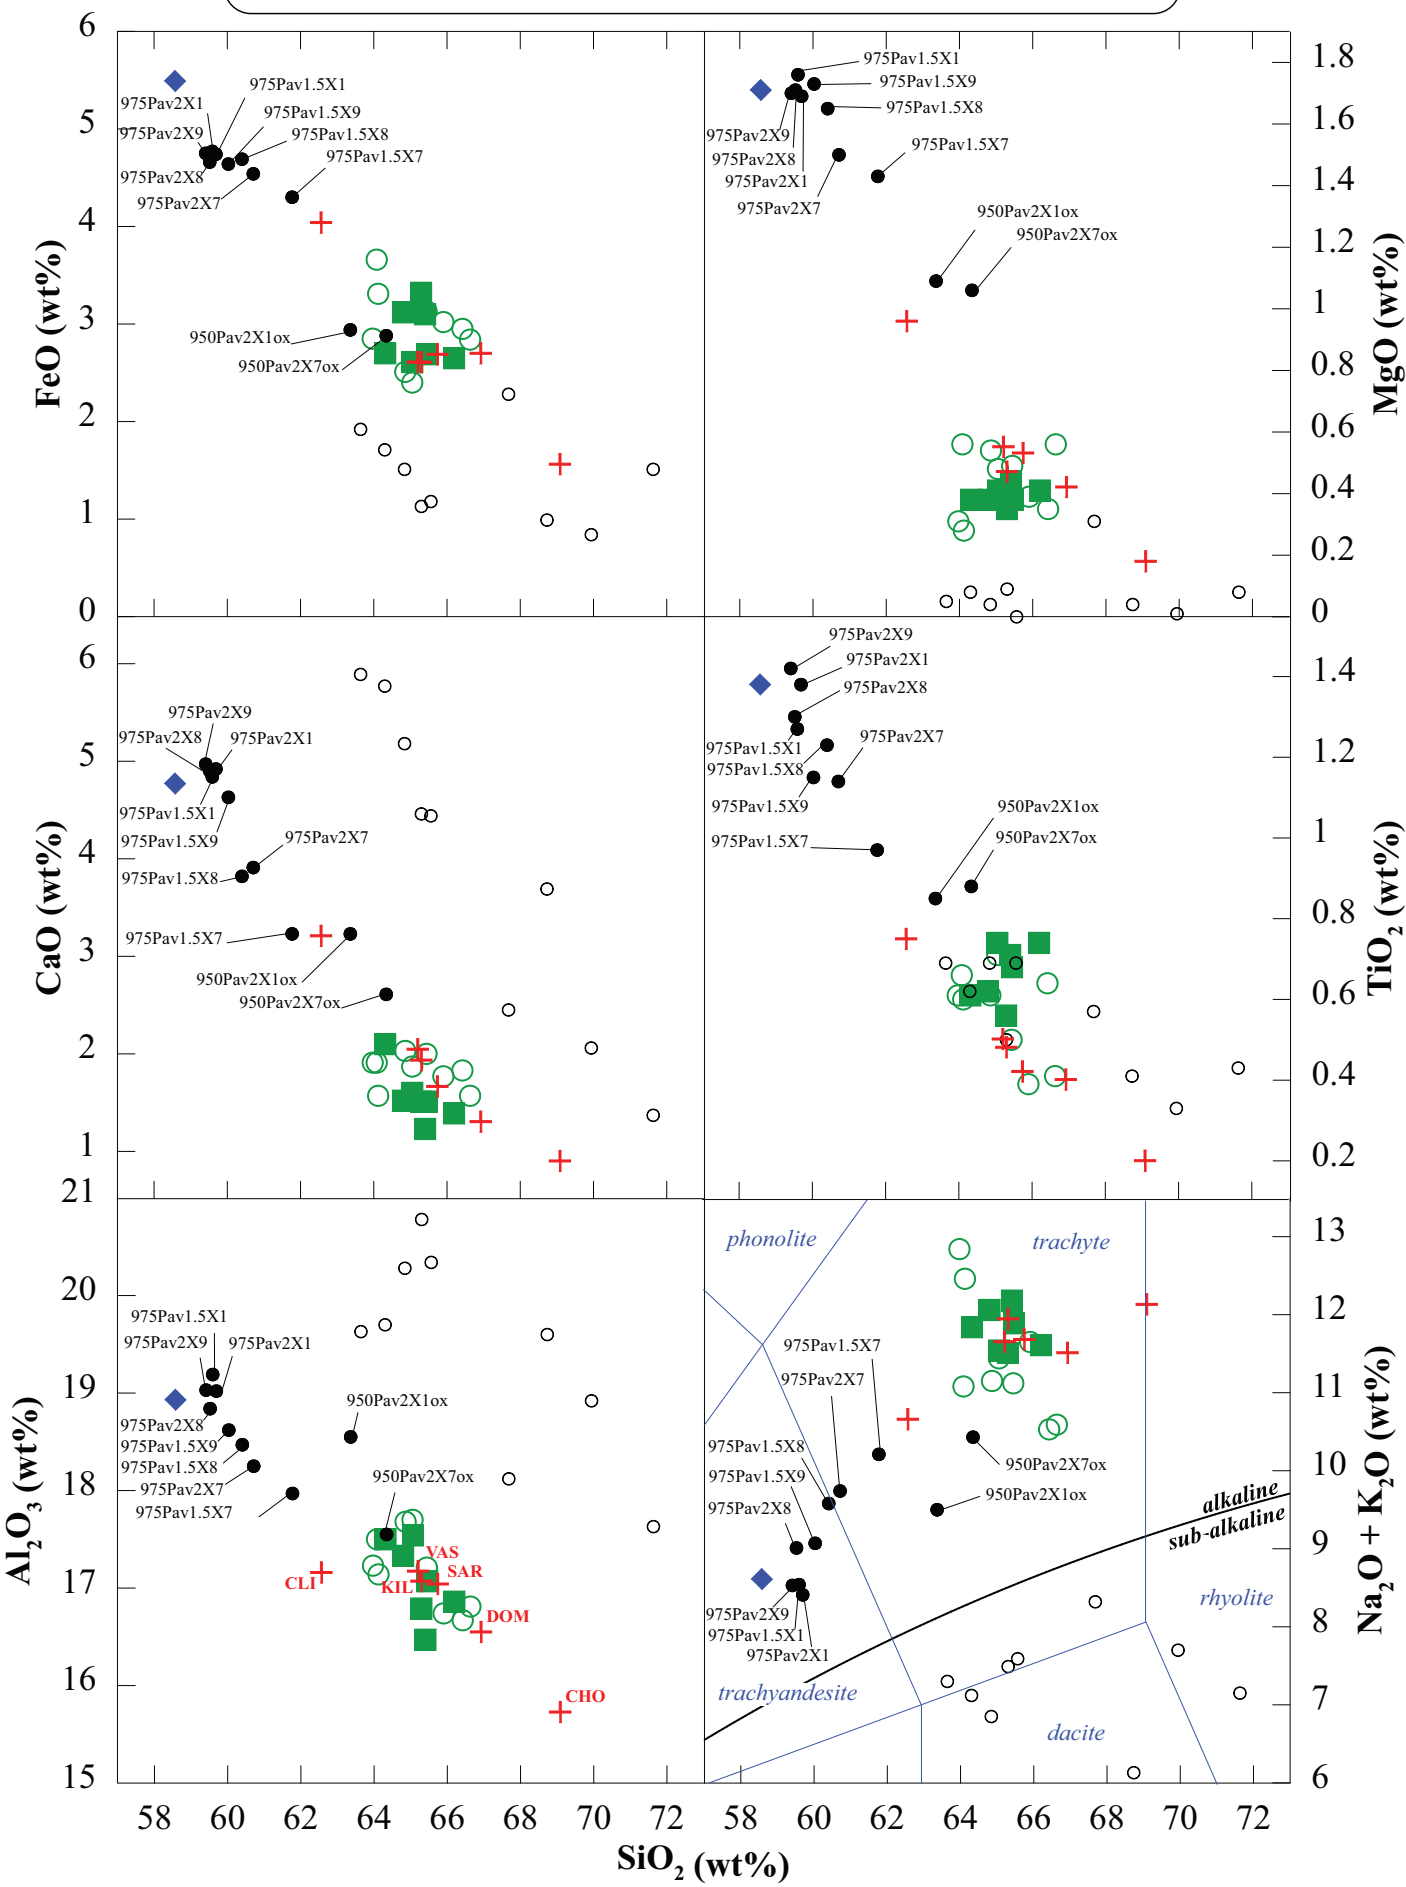 6
5
4
3
2
1
0
FeO (wt%)
975Pav2X1
975Pav1.5X1
975Pav2X9
975Pav1.5X9
975Pav1.5X8
975Pav1.5X7
975Pav2X8
975Pav2X7
950Pav2X1ox
950Pav2X7ox
1.8
1.6
1.4
1.2
1
0.8
0.6
0.4
0.2
0
MgO (wt%)
975Pav1.5X1
975Pav1.5X9
975Pav1.5X8
975Pav2X9
975Pav1.5X7
975Pav2X8
975Pav2X1
975Pav2X7
950Pav2X1ox
950Pav2X7ox
6
5
4
3
2
1
CaO (wt%)
975Pav2X9
975Pav2X8
975Pav2X1
975Pav1.5X1
975Pav1.5X9
975Pav2X7
975Pav1.5X8
975Pav1.5X7
950Pav2X1ox
950Pav2X7ox
1.4
1.2
1
0.8
0.6
0.4
0.2
TiO2 (wt%)
975Pav2X9
975Pav2X1
975Pav2X8
975Pav2X7
975Pav1.5X1
975Pav1.5X8
975Pav1.5X9
975Pav1.5X7
950Pav2X1ox
950Pav2X7ox
21
20
19
18
17
16
15
Al2O3 (wt%)
975Pav1.5X1
975Pav2X9
975Pav2X1
975Pav2X8
975Pav1.5X9
975Pav1.5X8
975Pav2X7
975Pav1.5X7
950Pav2X1ox
950Pav2X7ox
VAS
CLI
KIL
SAR
DOM
CHO
13
12
11
10
9
8
7
6
Na2O + K2O (wt%)
phonolite
trachyte
975Pav1.5X7
975Pav2X7
975Pav1.5X8
975Pav1.5X9
975Pav2X8
950Pav2X7ox
950Pav2X1ox
alkaline
sub-alkaline
975Pav2X9
975Pav1.5X1
975Pav2X1
rhyolite
trachyandesite
dacite
58 60 62 64 66 68 70 72
58 60 62 64 66 68 70 72
SiO2 (wt%)